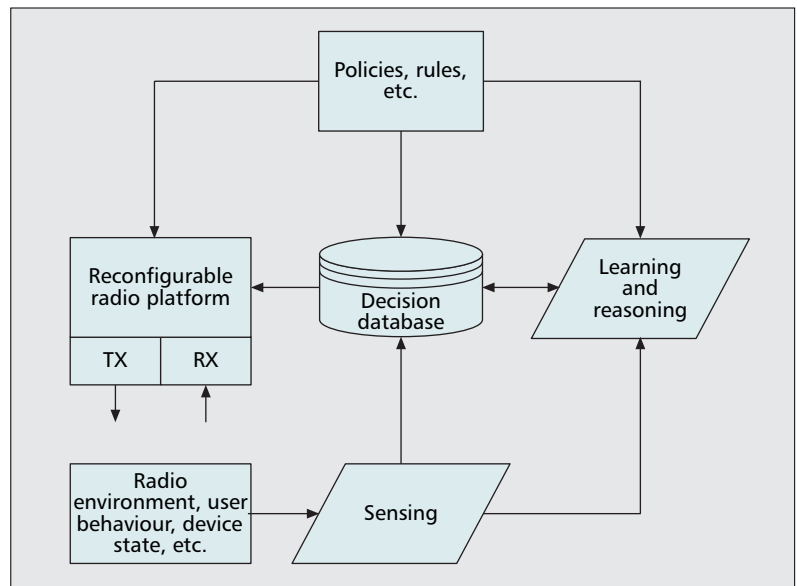 Policies, rules,
etc.
Reconfigurable
radio platform
TX
RX
Decision
database
Learning
and
reasoning
Radio
environment, user
behaviour, device
state, etc.
Sensing